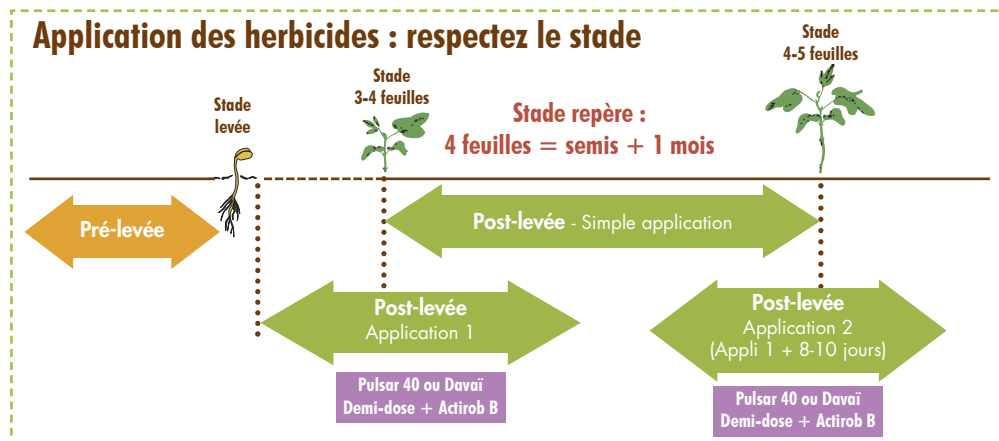 Application des herbicides : respectez le stade
Stade
levée
Stade
3-4 feuilles
Stade repère :
4 feuilles = semis + 1 mois
Stade
4-5 feuilles
Pré-levée
Post-levée - Simple application
Post-levée
Application 1
Post-levée
Application 2
(Appli 1 + 8-10 jours)
Pulsar 40 ou Davaï
Demi-dose + Actirob B
Pulsar 40 ou Davaï
Demi-dose + Actirob B